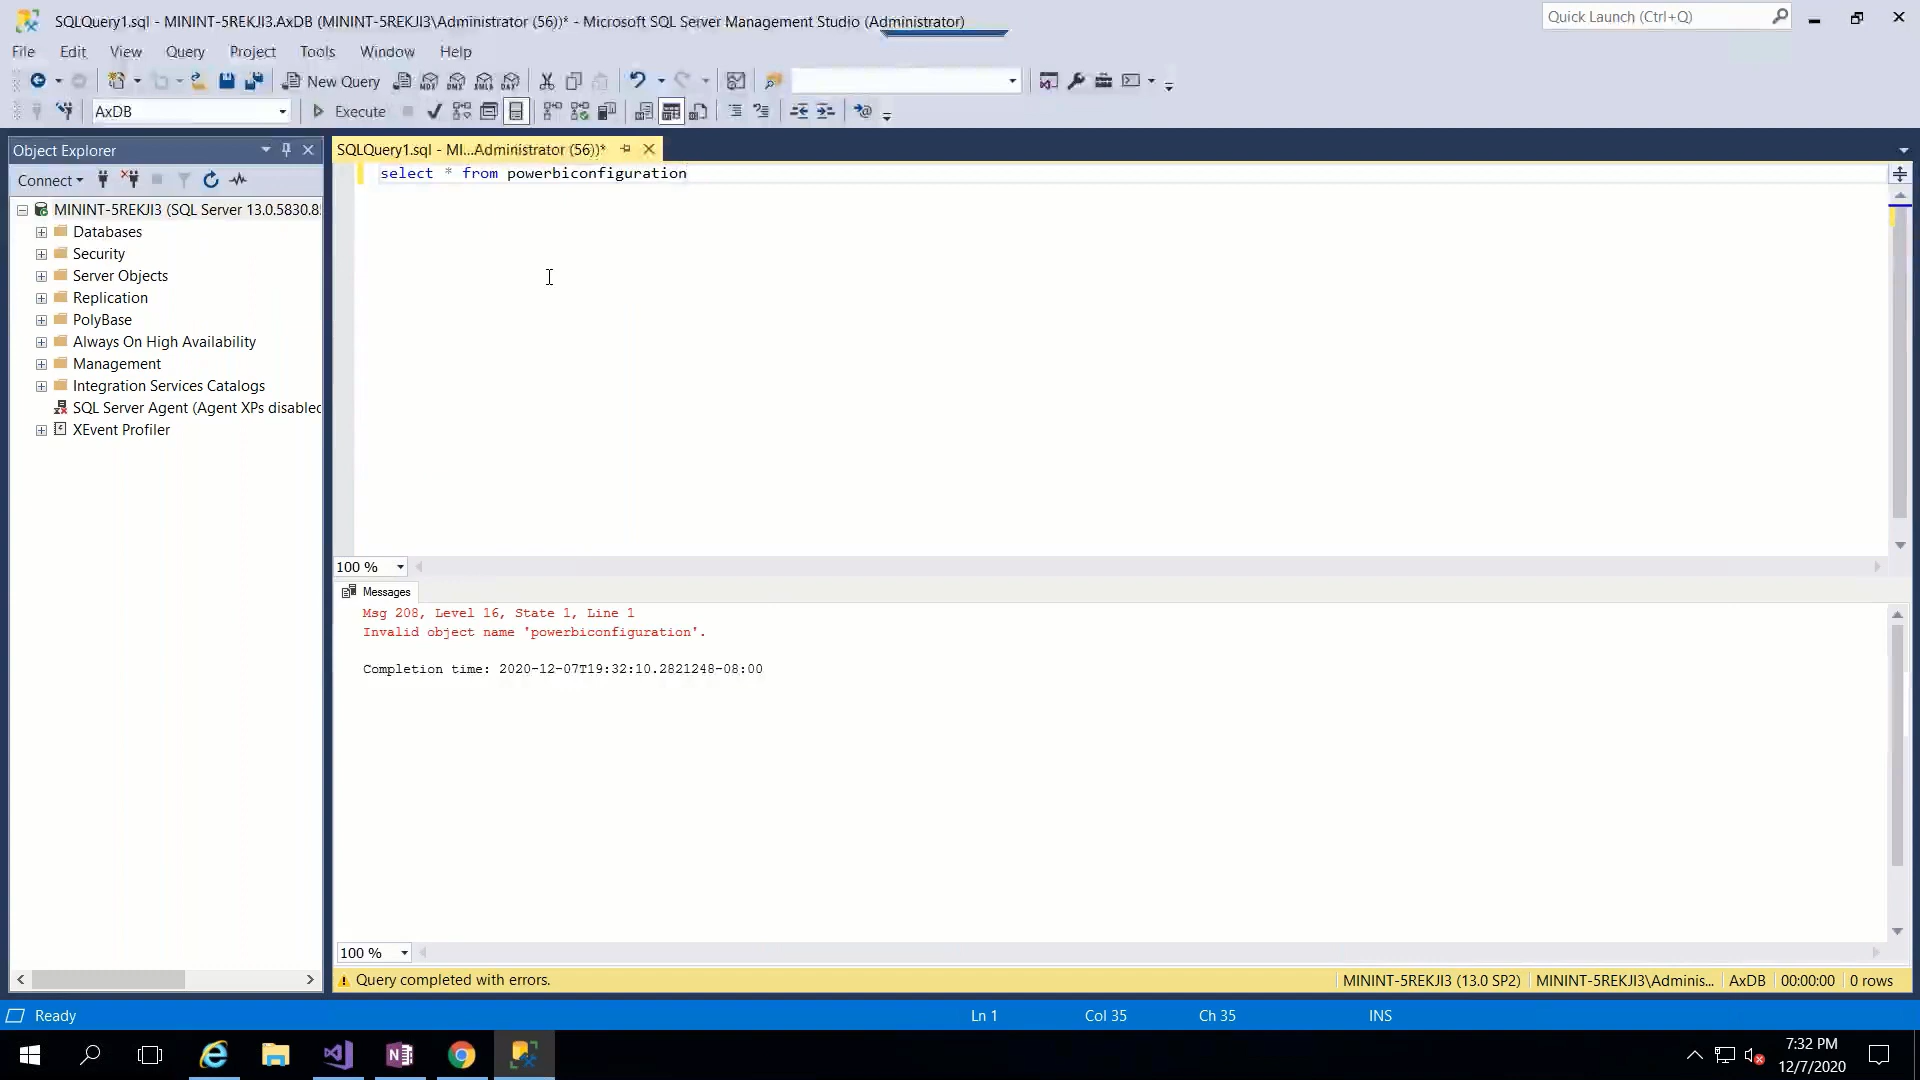 SQLQuery1.sql - MININT-5REKJI3.AxDB (MININT-5REKJI3\Administrator (56))* - Microsoft SQL Server Management Studio (Administrator)
Quick Launch (Ctrl+Q)
File Edit View Query Project Tools Window Help
New Query
AxDB Execute
Object Explorer
SQLQuery1.sql - MI...Administrator (56))*
Connect
select * from powerbiconfiguration
MININT-5REKJI3 (SQL Server 13.0.5830.8
Databases
Security
Server Objects
Replication
PolyBase
Always On High Availability
Management
Integration Services Catalogs
SQL Server Agent (Agent XPs disabled
XEvent Profiler
100 %
Messages
Msg 208, Level 16, State 1, Line 1
Invalid object name 'powerbiconfiguration'.
Completion time: 2020-12-07T19:32:10.2821248-08:00
100 %
Query completed with errors. MININT-5REKJI3 (13.0 SP2) MININT-5REKJI3\Adminis... AxDB 00:00:00 0 rows
Ready Ln 1 Col 35 Ch 35 INS
7:32 PM
12/7/2020